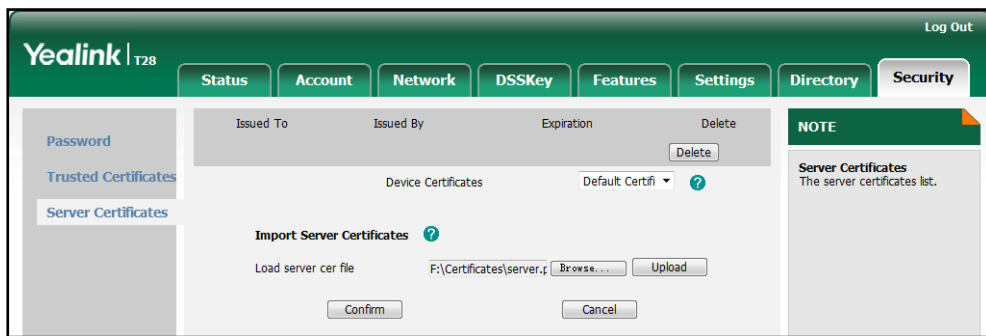 Log Out
Yealink T28
Status Account Network DSSKey Features Settings Directory Security
Password
Trusted Certificates
Server Certificates
Issued To Issued By Expiration Delete
Delete
Device Certificates Default Certifi
Import Server Certificates
Load server cer file F:\Certificates\server.p Browse... Upload
Confirm Cancel
NOTE
Server Certificates
The server certificates list.